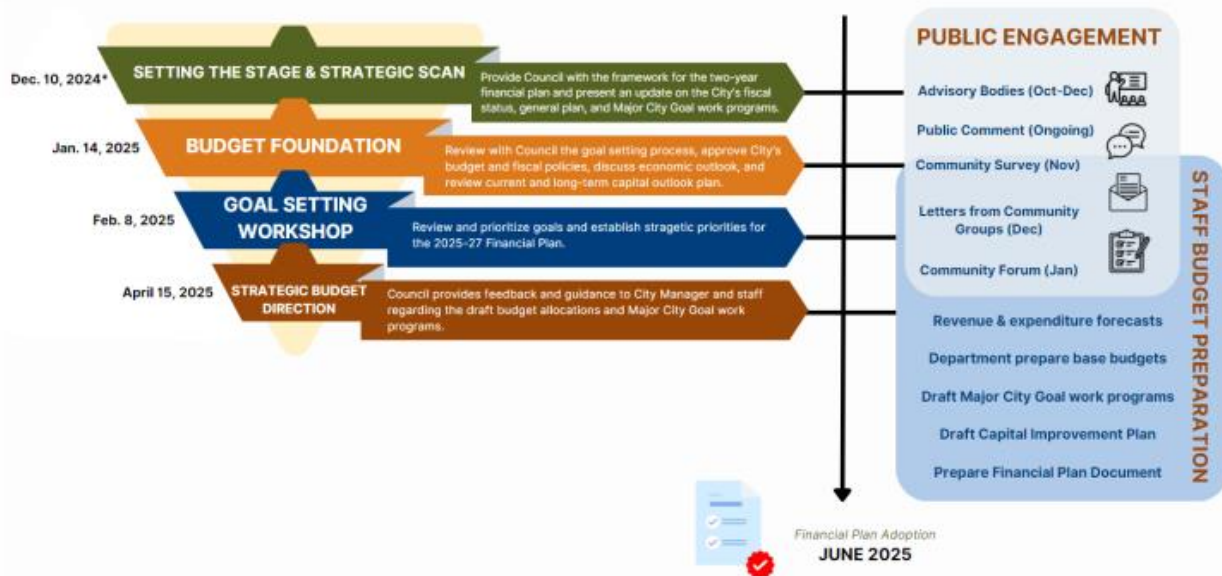 Dec. 10, 2024*
SETTING THE STAGE & STRATEGIC SCAN
Provide Council with the framework for the two-year
financial plan and present an update on the City's fiscal
status, general plan, and Major City Goal work programs.
Jan. 14, 2025
BUDGET FOUNDATION
Review with Council the goal setting process, approve City's
budget and fiscal policies, discuss economic outlook, and
review current and long-term capital outlook plan.
Feb. 8, 2025
GOAL SETTING
WORKSHOP
Review and prioritize goals and establish stragetic priorities for
the 2025-27 Financial Plan.
April 15, 2025
STRATEGIC BUDGET
DIRECTION
Council provides feedback and guidance to City Manager and staff
regarding the draft budget allocations and Major City Goal work
programs.
PUBLIC ENGAGEMENT
Advisory Bodies (Oct-Dec)
Public Comment (Ongoing)
Community Survey (Nov)
Letters from Community
Groups (Dec)
Community Forum (Jan)
STAFF BUDGET PREPARATION
Revenue & expenditure forecasts
Department prepare base budgets
Draft Major City Goal work programs
Draft Capital Improvement Plan
Prepare Financial Plan Document
Financial Plan Adoption
JUNE 2025